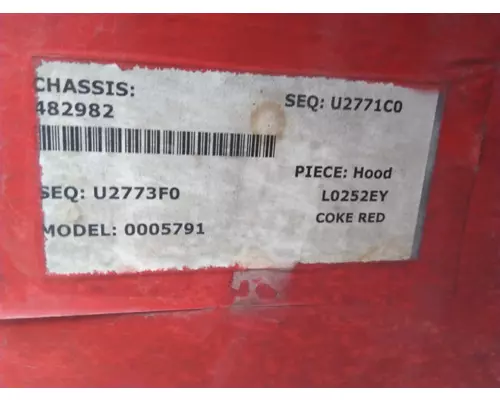 CHASSIS:
482982
SEQ: U2771C0
PIECE: Hood
SEQ: U2773F0
L0252EY
COKE RED
MODEL: 0005791